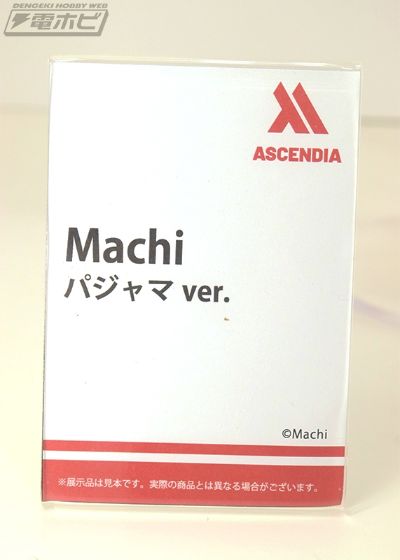 DENGEKI HOBBY WEB
電ホビ
ASCENDIA
Machi
パジャマ ver.
©Machi
※展示品は見本です。実際の商品とは異なる場合がございます。